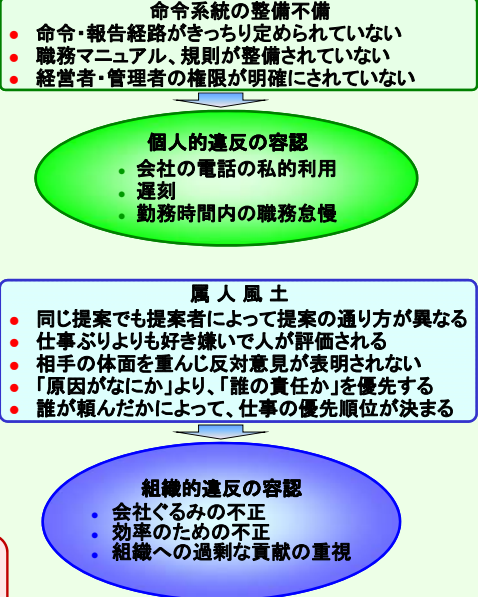 命令系統の整備不備
● 命令・報告経路がきっちり定められていない
● 職務マニュアル、規則が整備されていない
● 経営者・管理者の権限が明確にされていない
個人的違反の容認
● 会社の電話の私的利用
● 遅刻
● 勤務時間内の職務怠慢
属 人 風 土
● 同じ提案でも提案者によって提案の通り方が異なる
● 仕事ぶりよりも好き嫌いで人が評価される
● 相手の体面を重んじ反対意見が表明されない
● 「原因がなにか」より、「誰の責任か」を優先する
● 誰が頼んだかによって、仕事の優先順位が決まる
組織的違反の容認
● 会社ぐるみの不正
● 効率のための不正
● 組織への過剰な貢献の重視